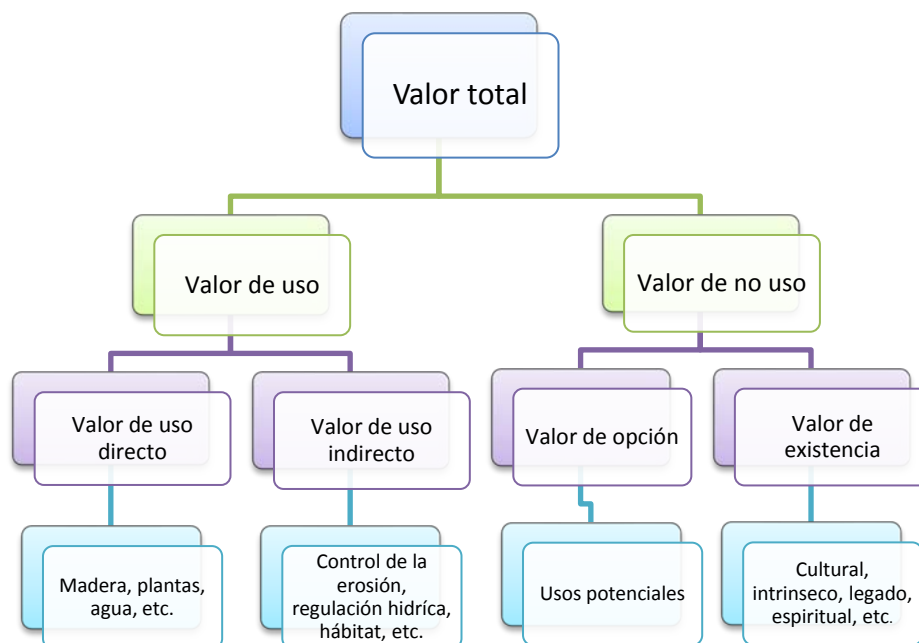 Valor total
Valor de uso
Valor de no uso
Valor de uso
directo
Valor de uso
indirecto
Valor de opción
Valor de
existencia
Madera, plantas,
agua, etc.
Control de la
erosión,
regulación hidríca,
hábitat, etc.
Usos potenciales
Cultural,
intrinseco, legado,
espiritual, etc.